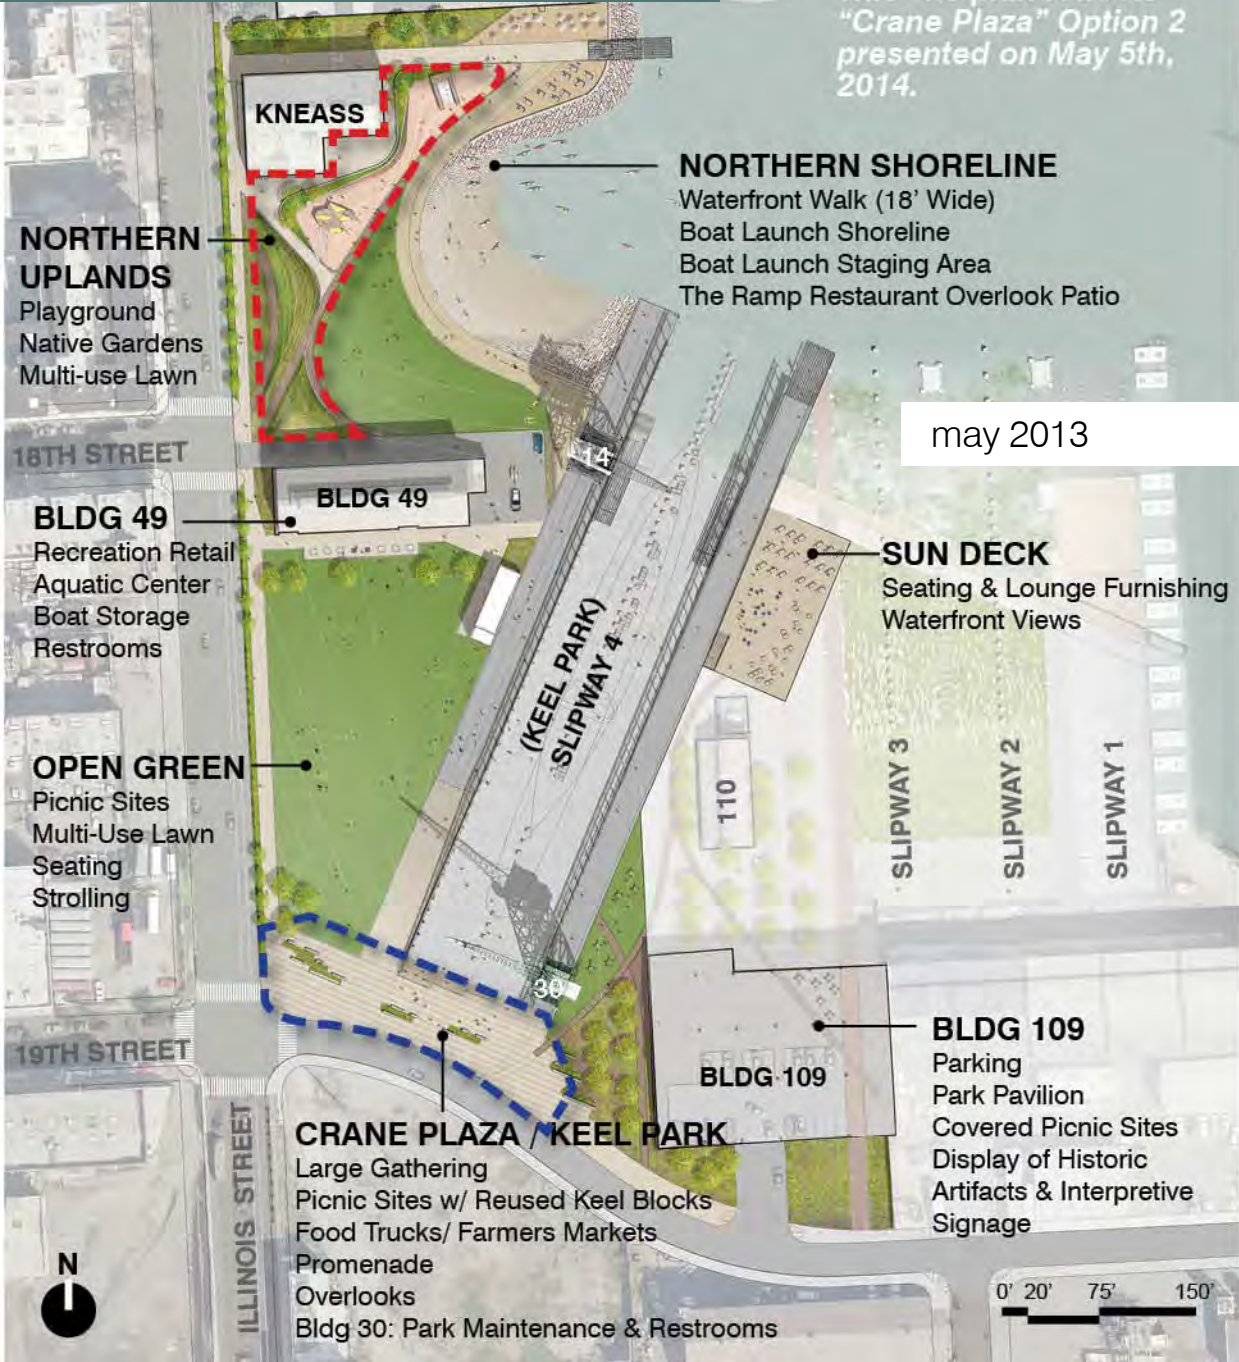 "Crane Plaza" Option 2
presented on May 5th,
2014.
KNEASS
NORTHERN SHORELINE
Waterfront Walk (18' Wide)
Boat Launch Shoreline
Boat Launch Staging Area
The Ramp Restaurant Overlook Patio
NORTHERN
UPLANDS
Playground
Native Gardens
Multi-use Lawn
may 2013
18TH STREET
14
BLDG 49
BLDG 49
Recreation Retail
Aquatic Center
Boat Storage
Restrooms
SUN DECK
Seating & Lounge Furnishing
Waterfront Views
(KEEL PARK)
SLIPWAY 4
OPEN GREEN
Picnic Sites
Multi-Use Lawn
Seating
Strolling
110
SLIPWAY 3
SLIPWAY 2
SLIPWAY 1
30
19TH STREET
BLDG 109
BLDG 109
Parking
Park Pavilion
Covered Picnic Sites
Display of Historic
Artifacts & Interpretive
Signage
ILLINOIS STREET
CRANE PLAZA / KEEL PARK
Large Gathering
Picnic Sites w/ Reused Keel Blocks
Food Trucks/ Farmers Markets
Promenade
Overlooks
Bldg 30: Park Maintenance & Restrooms
N
0' 20' 75' 150'